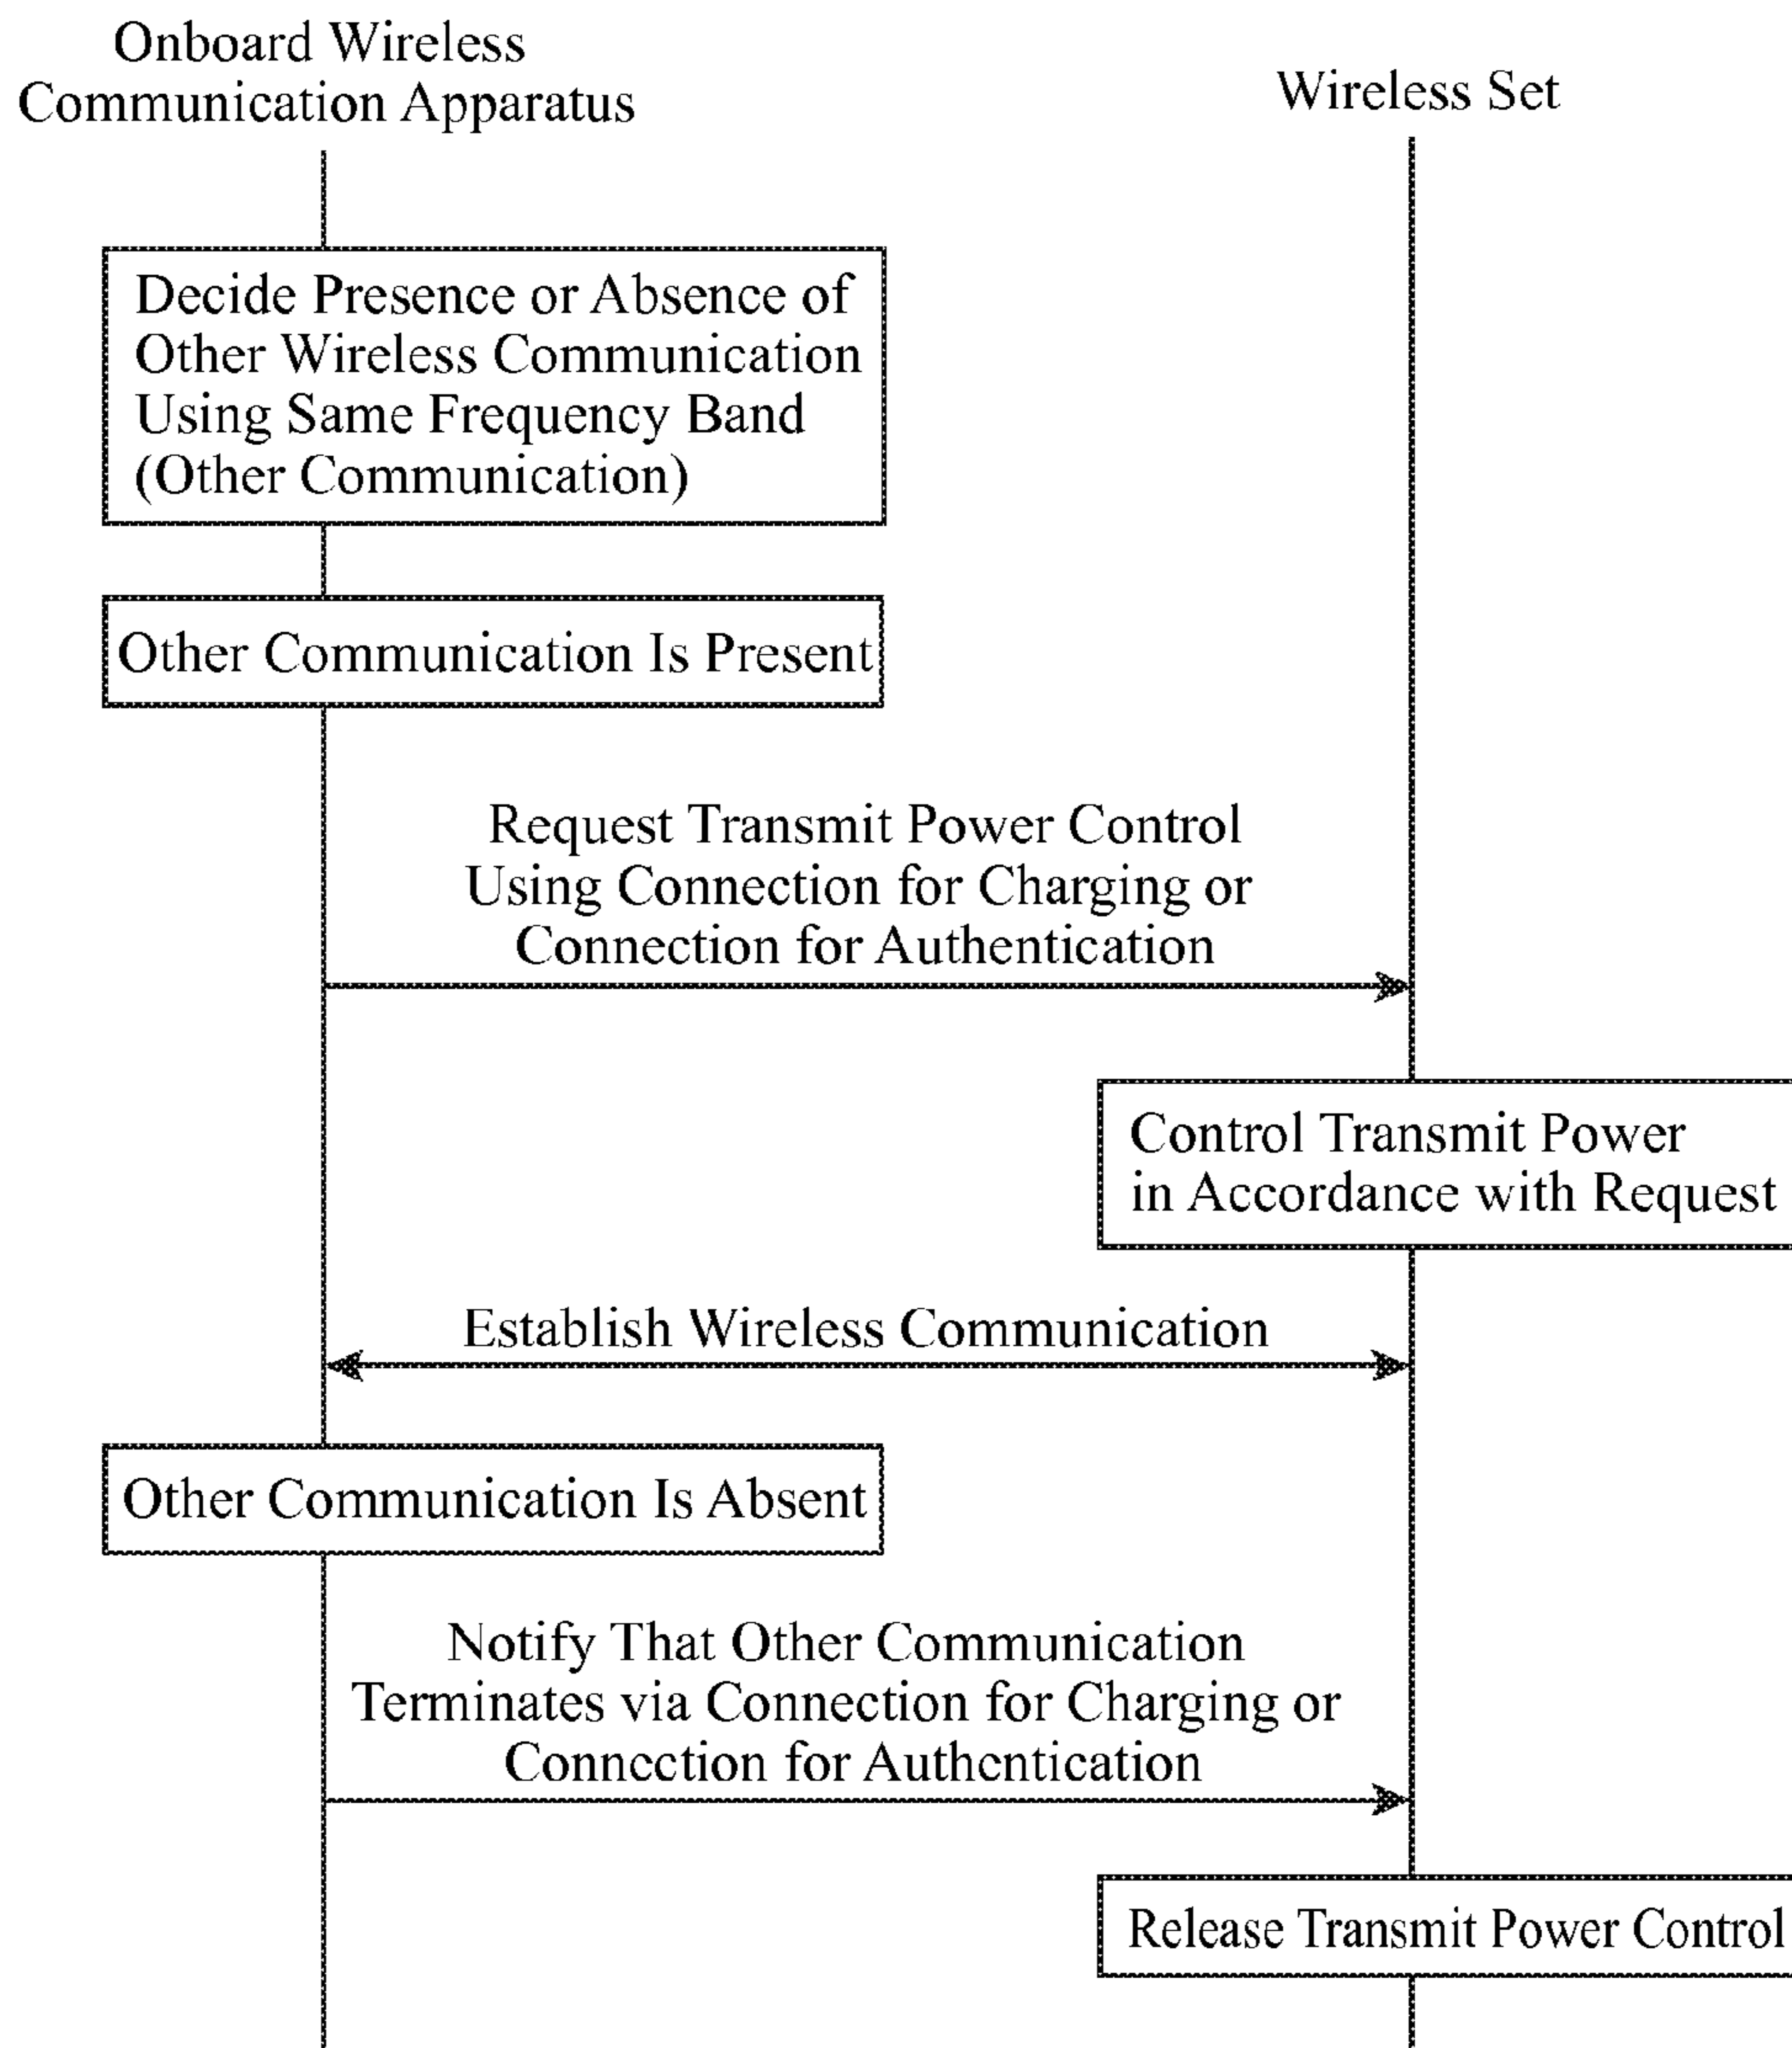 Onboard Wireless
Communication Apparatus
Wireless Set
Decide Presence or Absence of
Other Wireless Communication
Using Same Frequency Band
(Other Communication)
Other Communication Is Present
Request Transmit Power Control
Using Connection for Charging or
Connection for Authentication
Control Transmit Power
in Accordance with Request
Establish Wireless Communication
Other Communication Is Absent
Notify That Other Communication
Terminates via Connection for Charging or
Connection for Authentication
Release Transmit Power Control